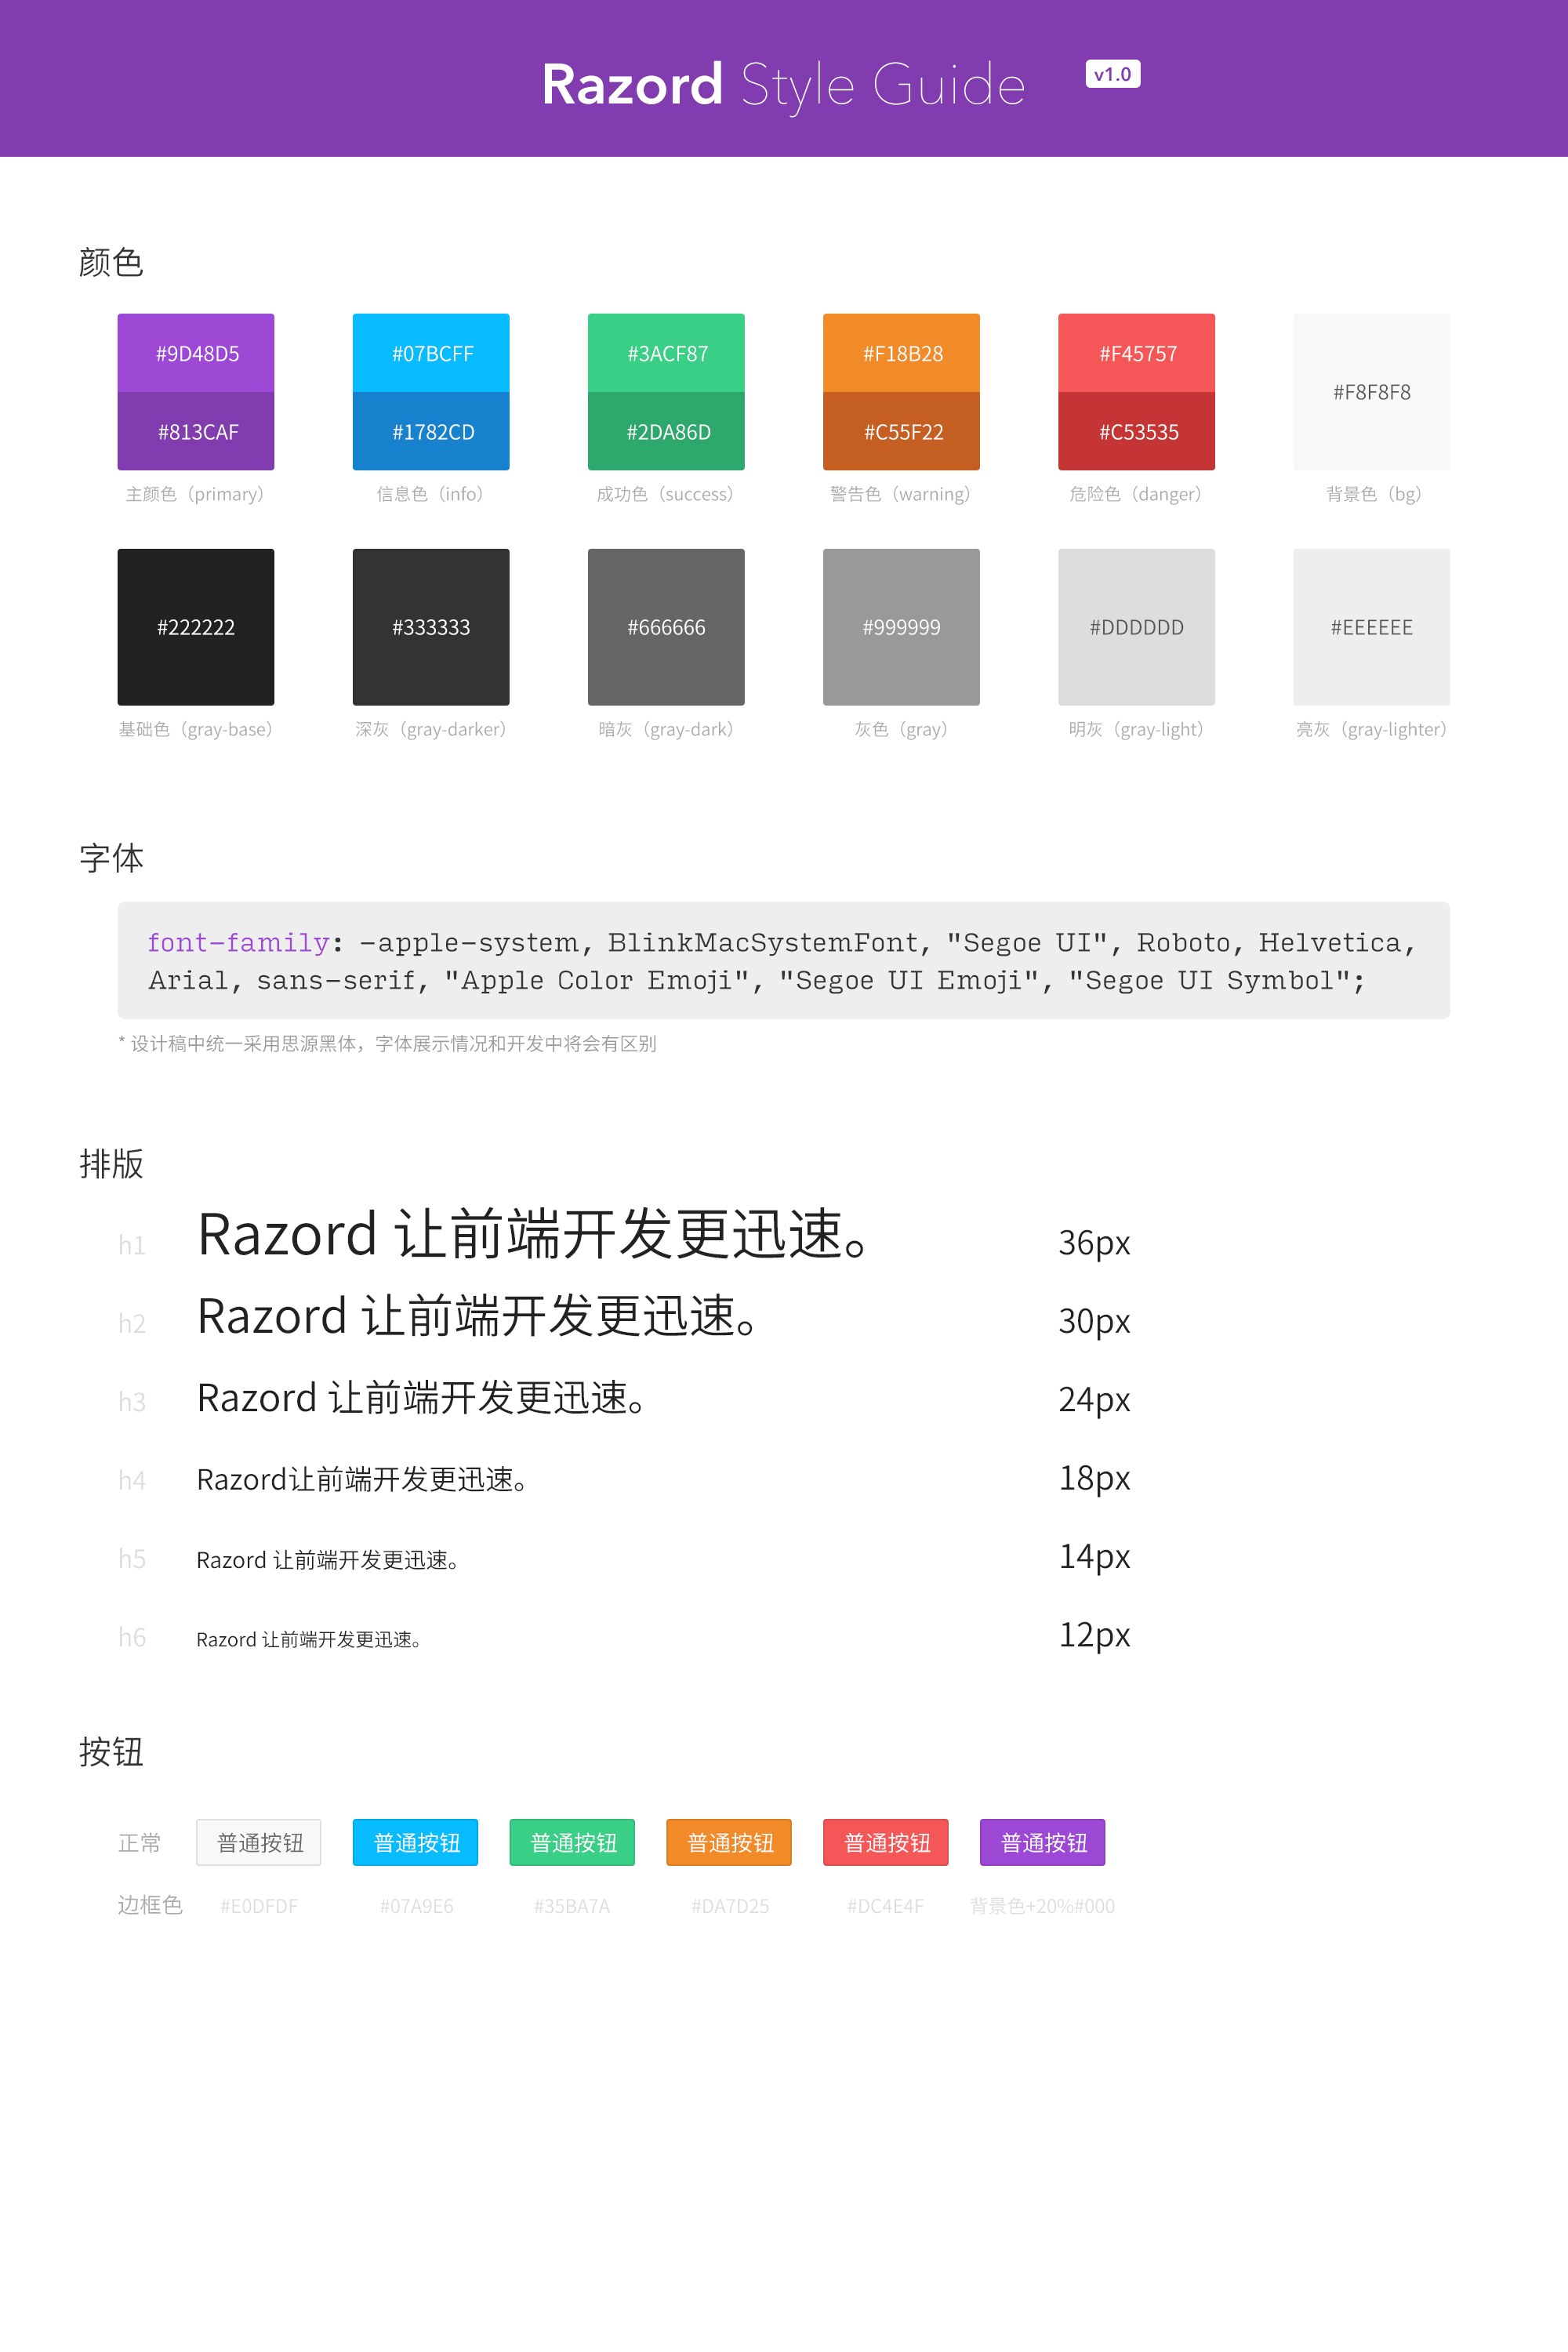 Razord Style Guide v1.0
颜色
#9D48D5 #07BCFF #3ACF87 #F18B28 #F45757 #F8F8F8
#813CAF #1782CD #2DA86D #C55F22 #C53535
主颜色（primary） 信息色（info） 成功色（success） 警告色（warning） 危险色（danger） 背景色（bg）
#222222 #333333 #666666 #999999 #DDDDDD #EEEEEE
基础色（gray-base） 深灰（gray-darker） 暗灰（gray-dark） 灰色（gray） 明灰（gray-light） 亮灰（gray-lighter）
字体
font-family: -apple-system, BlinkMacSystemFont, "Segoe UI", Roboto, Helvetica,
Arial, sans-serif, "Apple Color Emoji", "Segoe UI Emoji", "Segoe UI Symbol";
* 设计稿中统一采用思源黑体，字体展示情况和开发中将会有区别
排版
h1 Razord 让前端开发更迅速。 36px
h2 Razord 让前端开发更迅速。 30px
h3 Razord 让前端开发更迅速。 24px
h4 Razord让前端开发更迅速。 18px
h5 Razord 让前端开发更迅速。 14px
h6 Razord 让前端开发更迅速。 12px
按钮
正常 普通按钮 普通按钮 普通按钮 普通按钮 普通按钮 普通按钮
边框色 #E0DFDF #07A9E6 #35BA7A #DA7D25 #DC4E4F 背景色+20%#000